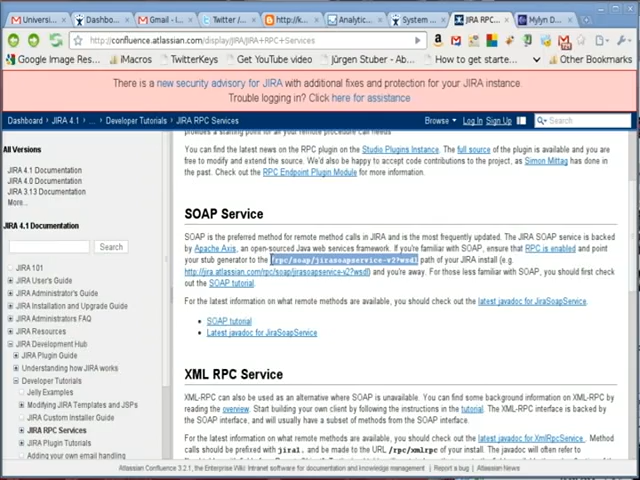 Universi
Dashbo
Gmail - I
Twitter /
http://k
Analytic
System
JIRA RPC
Mylyn D
http://confluence.atlassian.com/display/JIRA/JIRA+RPC+Services
Google Image Res...
iMacros
TwitterKeys
Get YouTube video
Jürgen Stuber - Do...
How to get starte...
Other Bookmarks
There is a new security advisory for JIRA with additional fixes and protection for your JIRA instance.
Trouble logging in? Click here for assistance
Dashboard > JIRA 4.1 > ... > Developer Tutorials > JIRA RPC Services
Browse
Log In
Sign Up
Search
All Versions
JIRA 4.1 Documentation
JIRA 4.0 Documentation
JIRA 3.13 Documentation
More...
JIRA 4.1 Documentation
Search
JIRA 101
JIRA User's Guide
JIRA Administrator's Guide
JIRA Installation and Upgrade Guide
JIRA Administrators FAQ
JIRA Resources
JIRA Development Hub
JIRA Plugin Guide
Understanding how JIRA works
Developer Tutorials
Jelly Examples
Modifying Templates and JSPs
JIRA Custom Installer Guide
JIRA RPC Services
JIRA Plugin Tutorials
Adding your own email handling
provides a starting point for all your remote procedure call needs
You can find the latest news on the RPC plugin on the Studio Plugins Instance. The full source of the plugin is available and you are
free to modify and extend the source. We'd also be happy to accept code contributions to the project, as Simon Mittag has done in
the past. Check out the RPC Endpoint Plugin Module for more information.
SOAP Service
SOAP is the preferred method for remote method calls in JIRA and is the most frequently updated. The JIRA SOAP service is backed
by Apache Axis, an open-sourced Java web services framework. If you're familiar with SOAP, ensure that RPC is enabled and point
your stub generator to the /rpc/soap/jirasoapservice-v2?wsdl path of your JIRA install (e.g.
http://jira.atlassian.com/rpc/soap/jirasoapservice-v2?wsdl) and you're away. For those less familiar with SOAP, you should first check
out the SOAP tutorial.
For the latest information on what remote methods are available, you should check out the latest javadoc for JiraSoapService.
• SOAP tutorial
• Latest javadoc for JiraSoapService
XML RPC Service
XML-RPC can also be used as an alternative where SOAP is unavailable. You can find some background information on XML-RPC by
reading the overview. Start building your own client by following the instructions in the tutorial. The XML-RPC interface is backed by
the SOAP interface, and will usually have a subset of methods from the SOAP interface.
For the latest information on what remote methods are available, you should check out the latest javadoc for XmlRpcService. Method
calls should be prefixed with jira1. and be made to the URL /rpc/xmlrpc of your install. The javadoc will often refer to
Atlassian Confluence 3.2.1, the Enterprise Wiki: Intranet software for documentation and knowledge management | Report a bug | Atlassian News